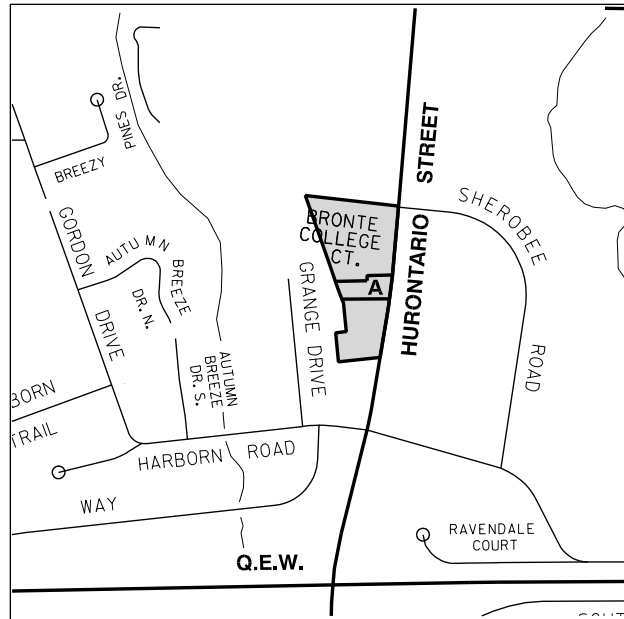 PINES DR.
BREEZY
STREET
SHEROBEE
ROAD
BRONTE
COLLEGE
CT.
GORDON
DRIVE
AUTUMN
BREEZE
DR. N.
GRANGE DRIVE
A
HURONTARIO
AUTUMN
BREEZE
DR. S.
BORN
TRAIL
HARBORN ROAD
WAY
RAVENDALE
COURT
Q.E.W.